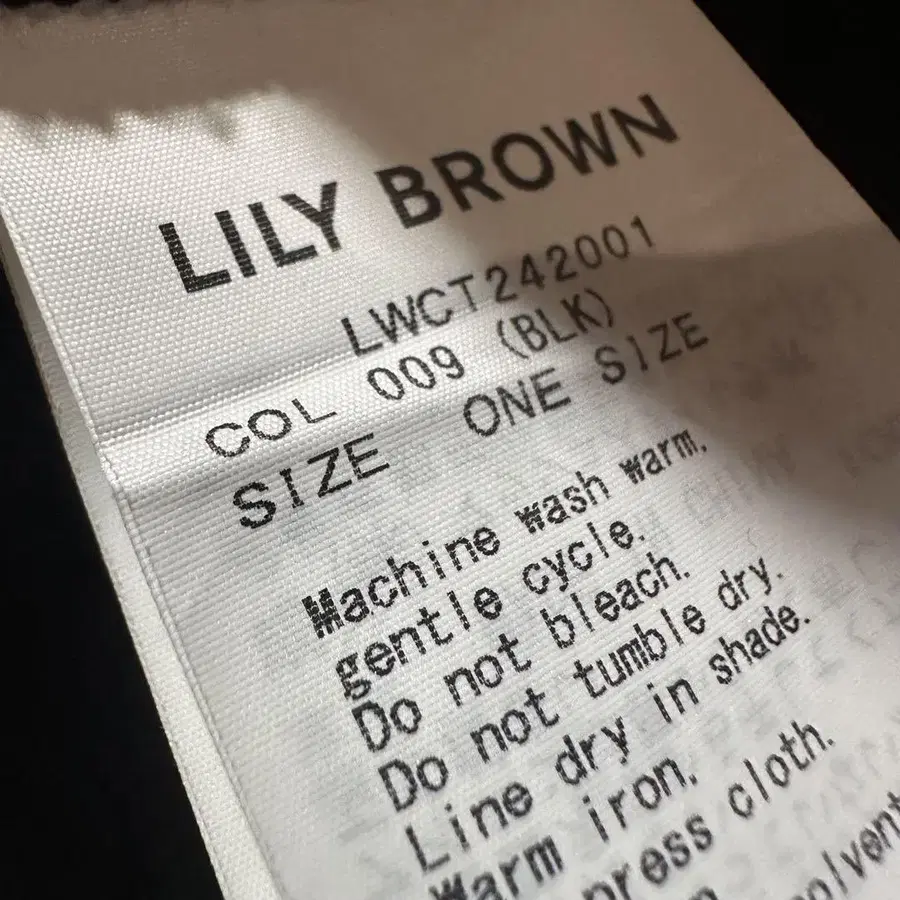 LILY BROWN
LWCT242001
COL 009 (BLK)
SIZE ONE SIZE
Machine wash warm,
gentle cycle.
Do not bleach.
Do not tumble dry.
Line dry in shade.
Warm iron.
press cloth.